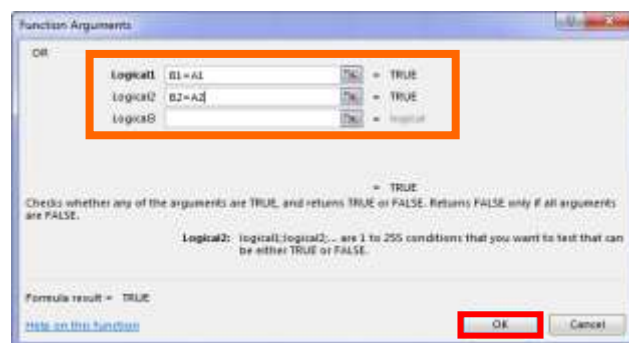 Function Arguments
OR
Logical1 B1=A1 = TRUE
Logical2 B2=A2 = TRUE
Logical3 = logical
= TRUE
Checks whether any of the arguments are TRUE, and returns TRUE or FALSE. Returns FALSE only if all arguments
are FALSE.
Logical2: logical1;logical2;... are 1 to 255 conditions that you want to test that can
be either TRUE or FALSE.
Formula result = TRUE
Help on this function OK Cancel